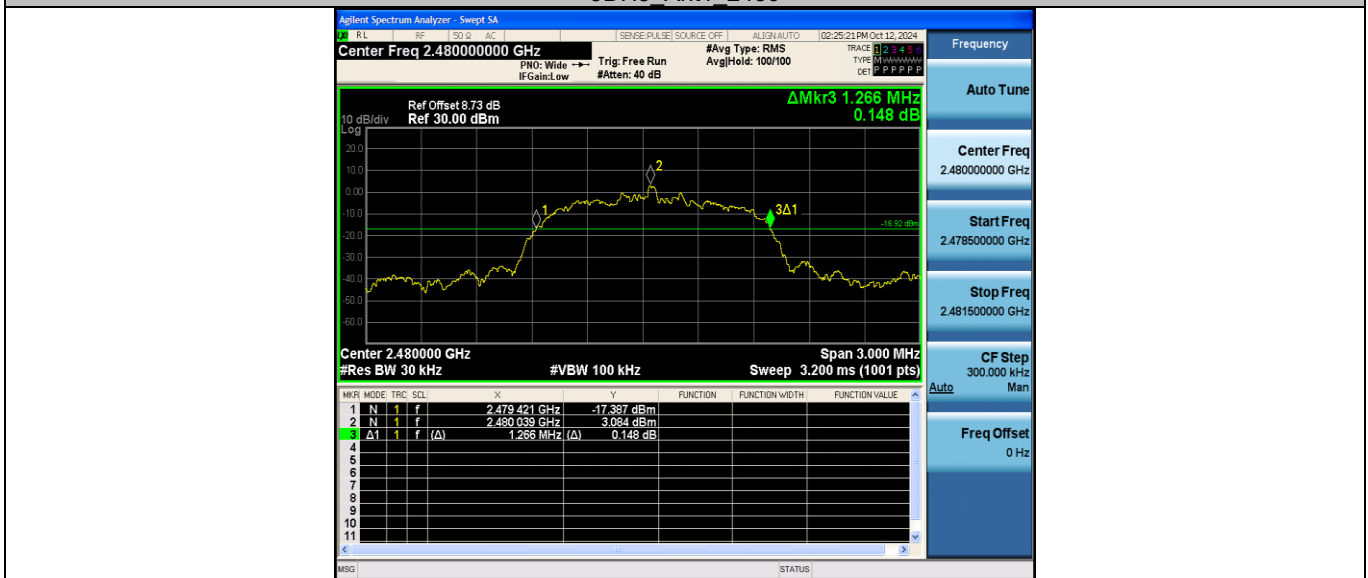 Agilent Spectrum Analyzer - Swept SA
RL RF 50 Ω AC SENSE:PULSE SOURCE OFF ALIGN AUTO 02:25:21 PM Oct 12, 2024
Center Freq 2.480000000 GHz
PNO: Wide
IFGain:Low
Trig: Free Run
#Atten: 40 dB
#Avg Type: RMS
Avg|Hold: 100/100
TRACE 1 2 3 4 5 6
TYPE M
DET P P P P P P
Ref Offset 8.73 dB
10 dB/div Ref 30.00 dBm
Log
ΔMkr3 1.266 MHz
0.148 dB
20.0
10.0
0.00
-10.0
-20.0
-30.0
-40.0
-50.0
-60.0
1
2
3Δ1
-16.92 dBm
Center 2.480000 GHz Span 3.000 MHz
#Res BW 30 kHz #VBW 100 kHz Sweep 3.200 ms (1001 pts)
MKR MODE TRC SCL X Y FUNCTION FUNCTION WIDTH FUNCTION VALUE
1 N 1 f 2.479 421 GHz -17.387 dBm
2 N 1 f 2.480 039 GHz 3.084 dBm
3 Δ1 1 f (Δ) 1.266 MHz (Δ) 0.148 dB
4
5
6
7
8
9
10
11
MSG STATUS
Frequency
Auto Tune
Center Freq
2.480000000 GHz
Start Freq
2.478500000 GHz
Stop Freq
2.481500000 GHz
CF Step
300.000 kHz
Auto Man
Freq Offset
0 Hz